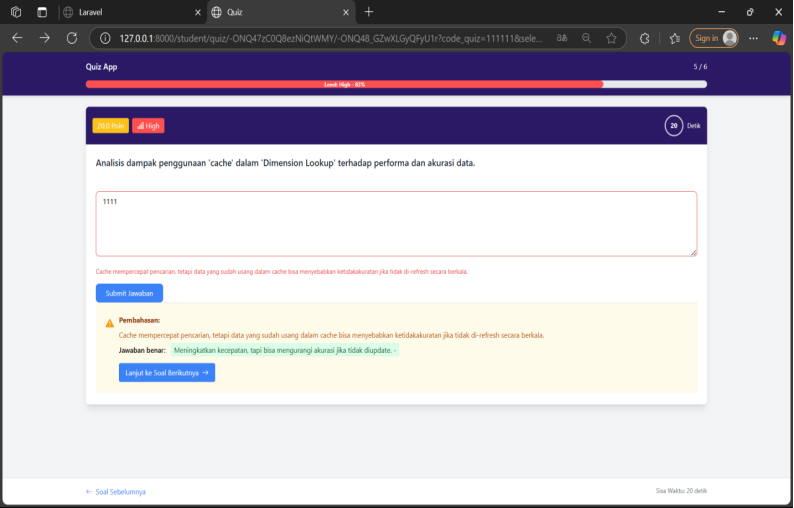 Laravel
Quiz
127.0.0.1:8000/student/quiz/-ONQ47zC0Q8ezNiQtWMY/-ONQ48_GZwXLGyQFyU1r?code_quiz=111111&sele...
Sign in
Quiz App
5 / 6
Level: High - 83%
20.0 Poin
High
20
Detik
Analisis dampak penggunaan 'cache' dalam 'Dimension Lookup' terhadap performa dan akurasi data.
1111
Cache mempercepat pencarian, tetapi data yang sudah usang dalam cache bisa menyebabkan ketidakakuratan jika tidak di-refresh secara berkala.
Submit Jawaban
Pembahasan:
Cache mempercepat pencarian, tetapi data yang sudah usang dalam cache bisa menyebabkan ketidakakuratan jika tidak di-refresh secara berkala.
Jawaban benar: Meningkatkan kecepatan, tapi bisa mengurangi akurasi jika tidak diupdate. -
Lanjut ke Soal Berikutnya →
← Soal Sebelumnya
Sisa Waktu: 20 detik